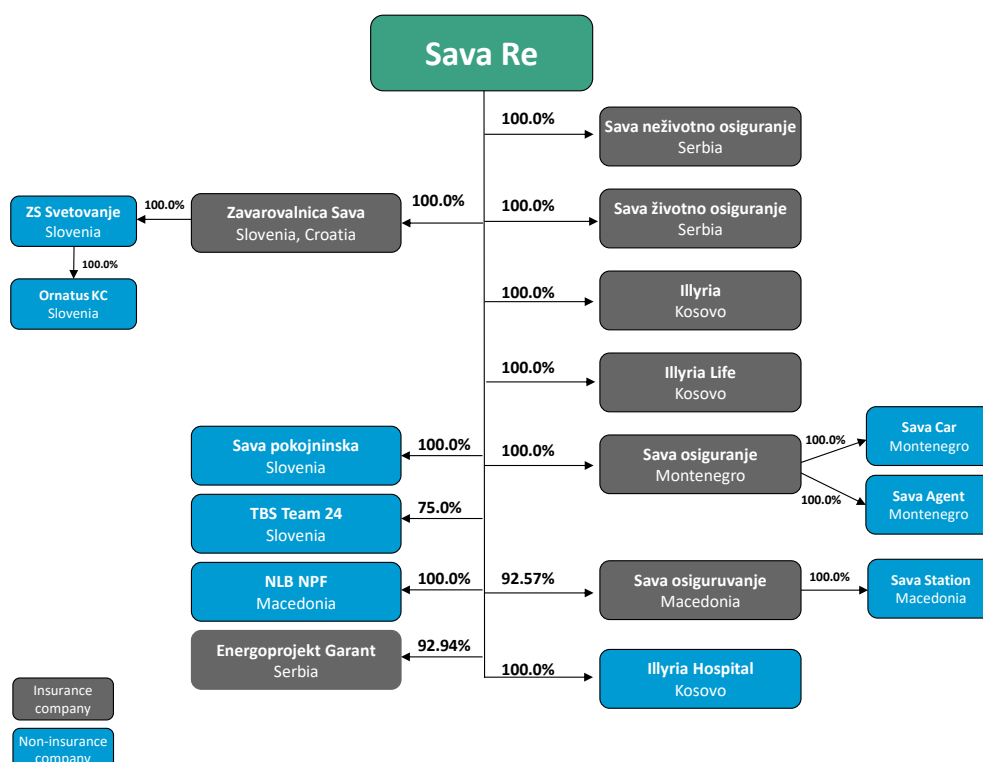 Sava Re
100.0%
Sava neživotno osiguranje
Serbia
100.0%
ZS Svetovanje
Slovenia
100.0%
Zavarovalnica Sava
Slovenia, Croatia
100.0%
Sava životno osiguranje
Serbia
100.0%
100.0%
Ornatus KC
Slovenia
100.0%
Illyria
Kosovo
100.0%
Illyria Life
Kosovo
Sava pokojninska
Slovenia
100.0%
100.0%
Sava osiguranje
Montenegro
100.0%
Sava Car
Montenegro
100.0%
Sava Agent
Montenegro
TBS Team 24
Slovenia
75.0%
NLB NPF
Macedonia
100.0%
92.57%
Sava osiguruvanje
Macedonia
100.0%
Sava Station
Macedonia
Energoprojekt Garant
Serbia
92.94%
100.0%
Illyria Hospital
Kosovo
Insurance
company
Non-insurance
company